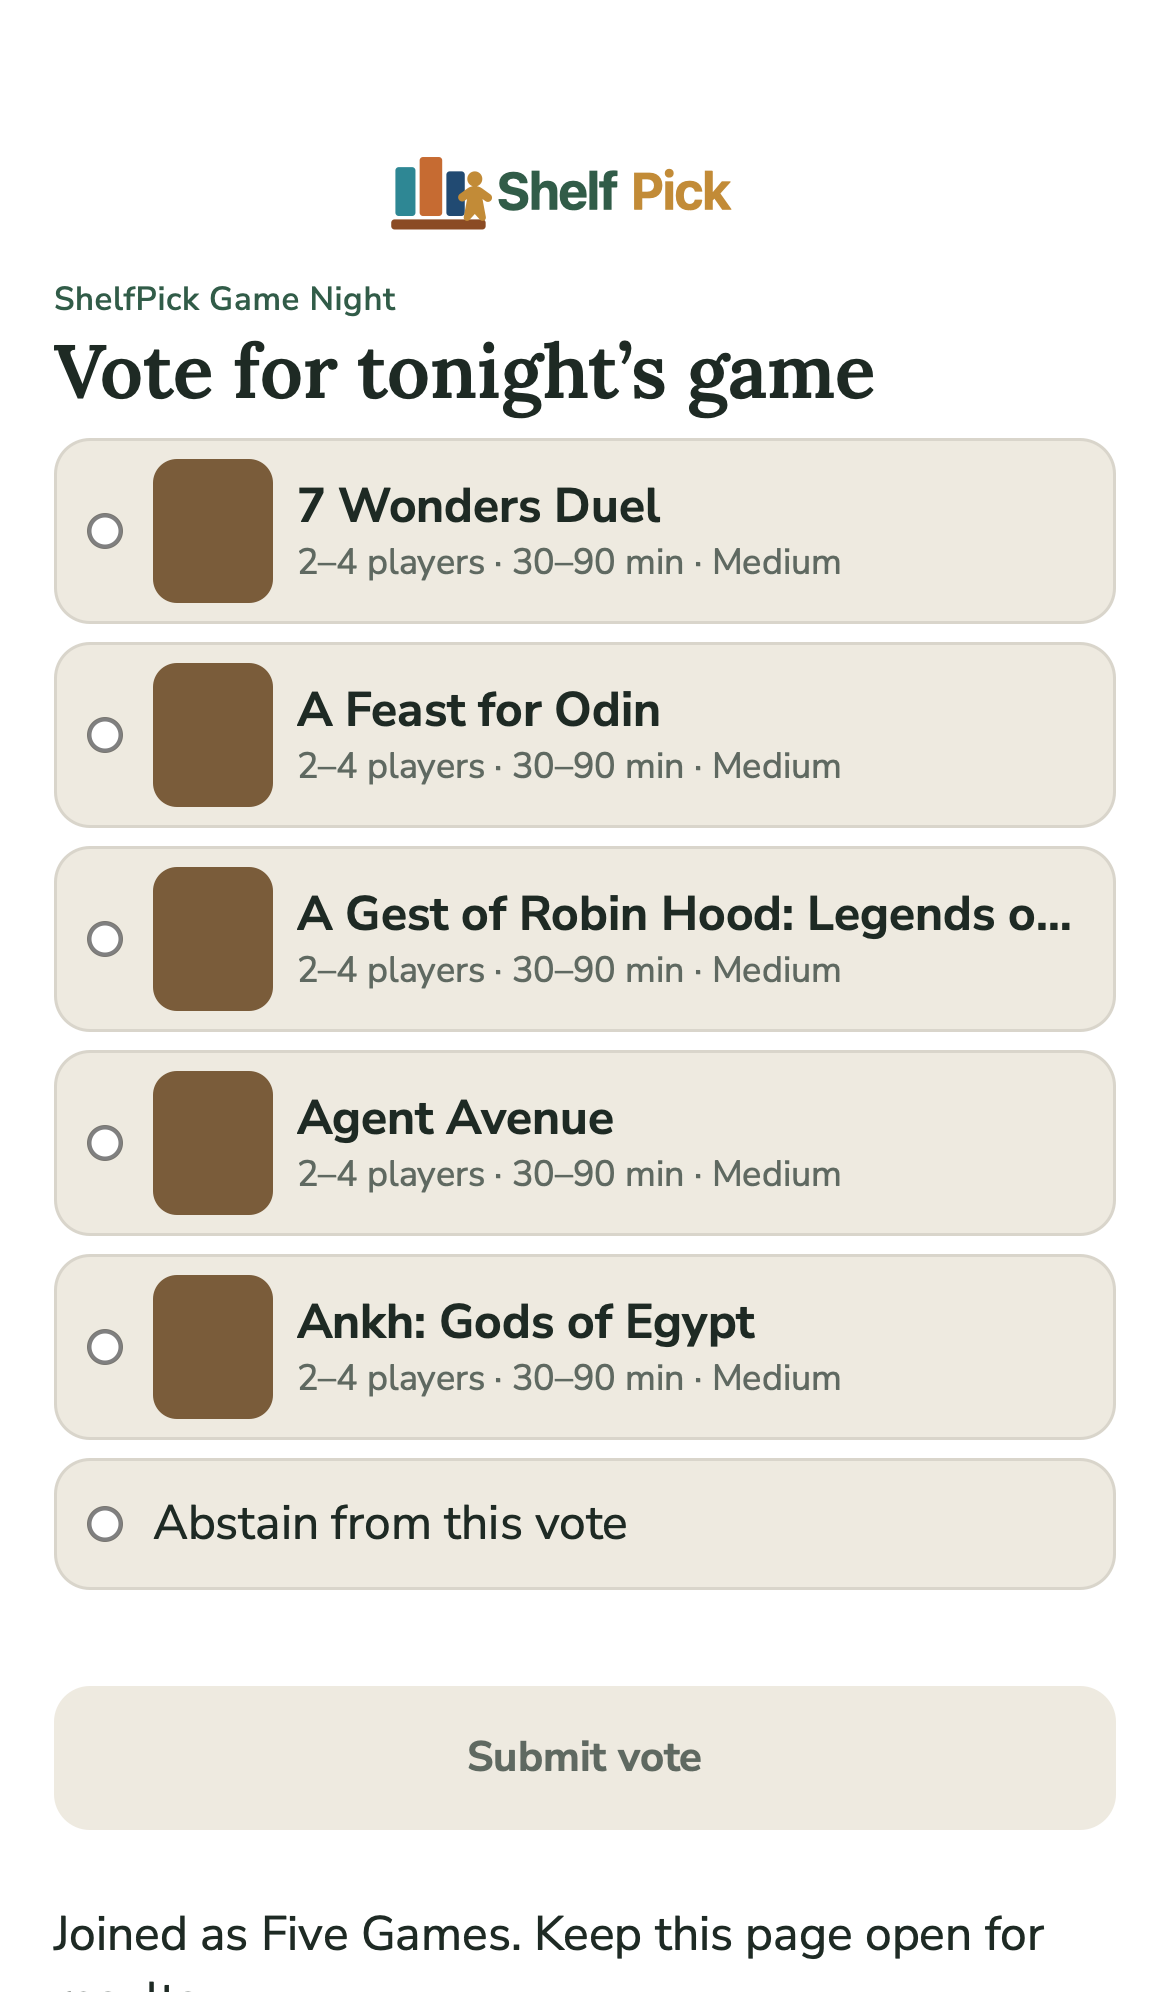 Shelf Pick
ShelfPick Game Night
Vote for tonight’s game
7 Wonders Duel
2–4 players · 30–90 min · Medium
A Feast for Odin
2–4 players · 30–90 min · Medium
A Gest of Robin Hood: Legends o...
2–4 players · 30–90 min · Medium
Agent Avenue
2–4 players · 30–90 min · Medium
Ankh: Gods of Egypt
2–4 players · 30–90 min · Medium
Abstain from this vote
Submit vote
Joined as Five Games. Keep this page open for